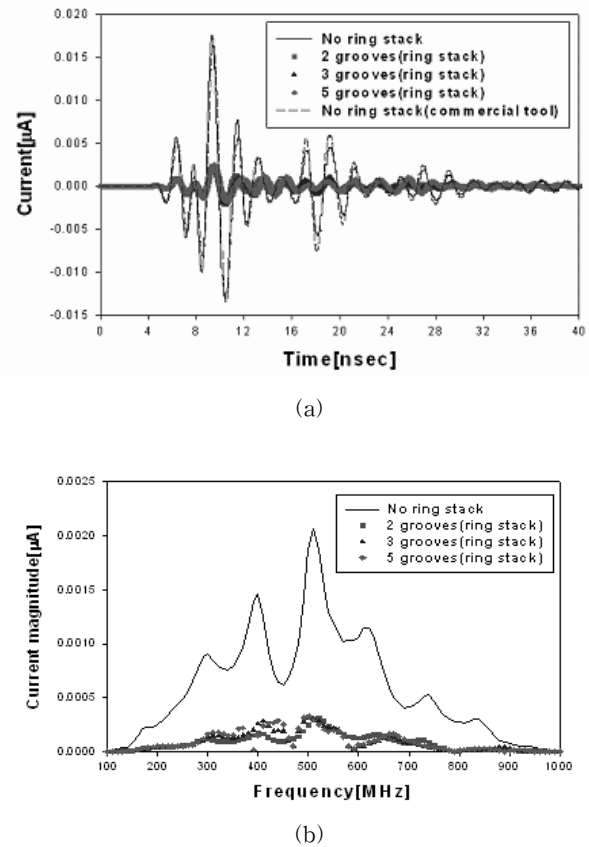 0.020
0.015
0.010
0.005
0.000
-0.005
-0.010
-0.015
Current[μA]
No ring stack
2 grooves(ring stack)
3 grooves(ring stack)
5 grooves(ring stack)
No ring stack(commercial tool)
0 4 8 12 16 20 24 28 32 36 40
Time[nsec]
(a)
0.0025
0.0020
0.0015
0.0010
0.0005
0.0000
Current magnitude[μA]
No ring stack
2 grooves(ring stack)
3 grooves(ring stack)
5 grooves(ring stack)
100 200 300 400 500 600 700 800 900 1000
Frequency[MHz]
(b)